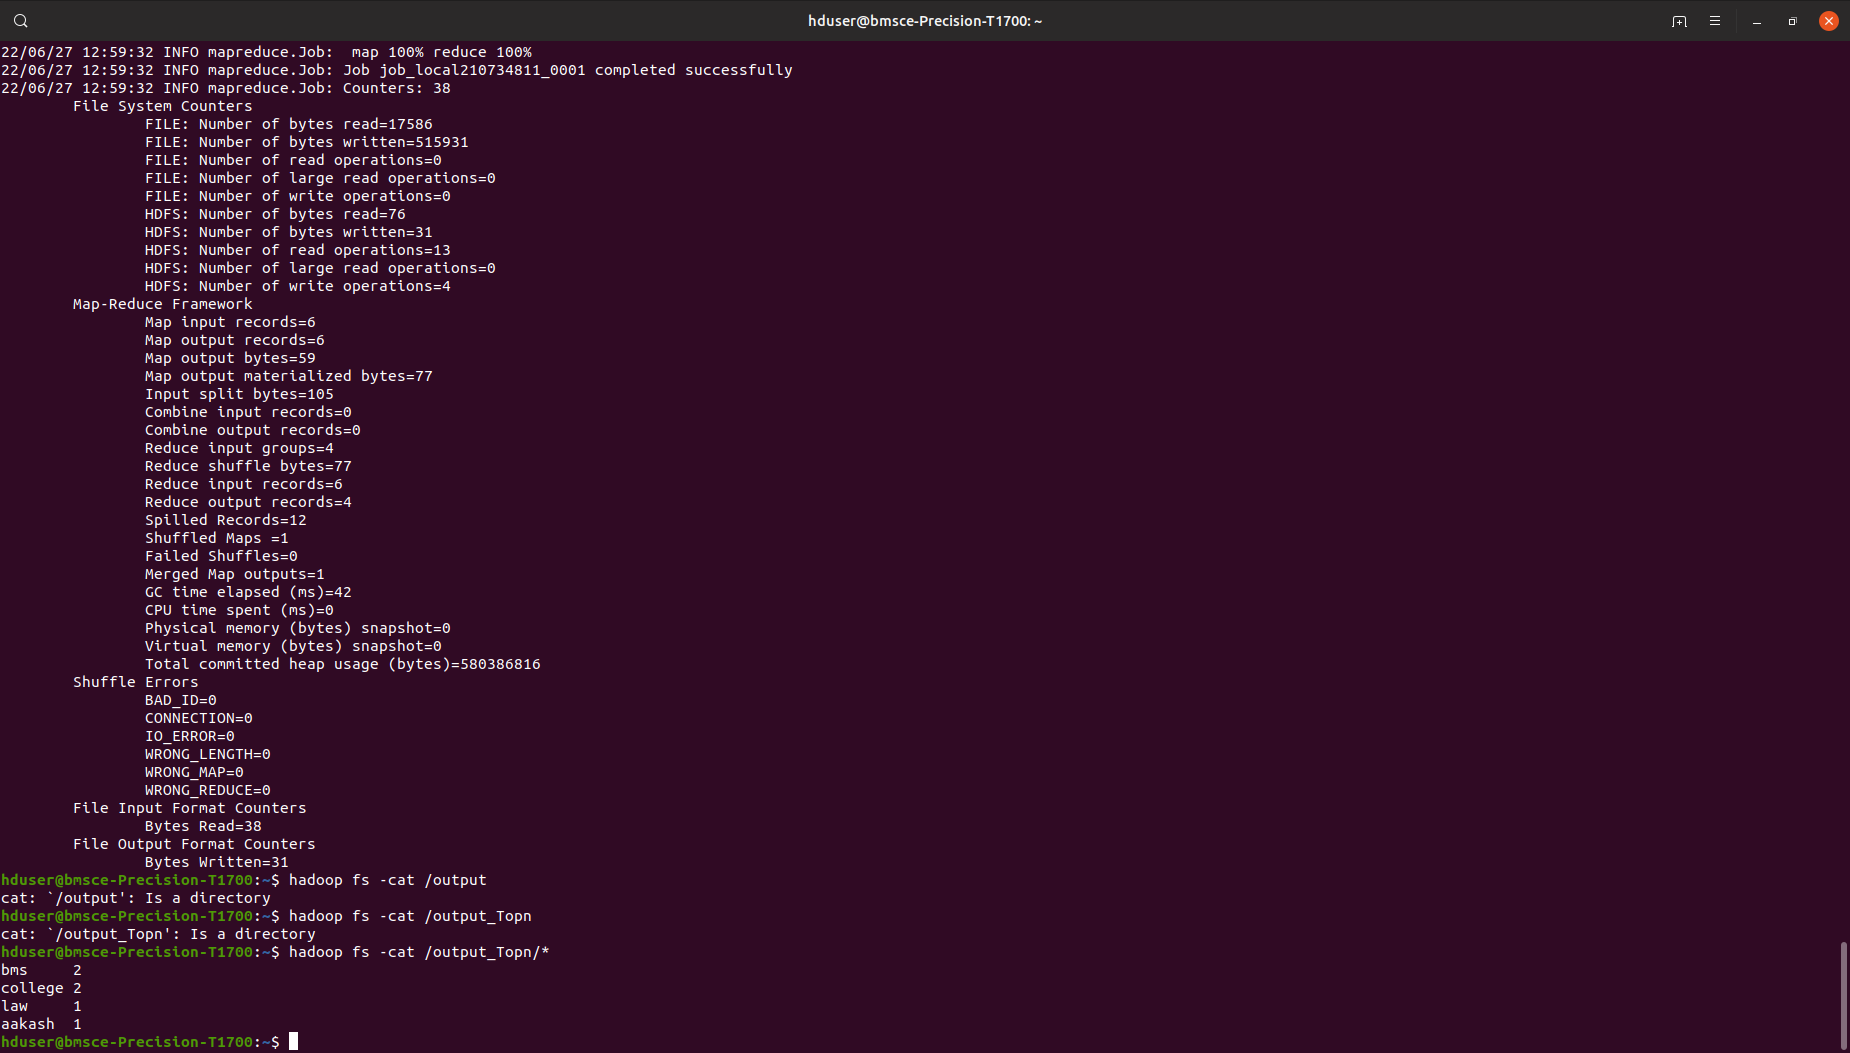 hduser@bmsce-Precision-T1700: ~
22/06/27 12:59:32 INFO mapreduce.Job:  map 100% reduce 100%
22/06/27 12:59:32 INFO mapreduce.Job: Job job_local210734811_0001 completed successfully
22/06/27 12:59:32 INFO mapreduce.Job: Counters: 38
File System Counters
FILE: Number of bytes read=17586
FILE: Number of bytes written=515931
FILE: Number of read operations=0
FILE: Number of large read operations=0
FILE: Number of write operations=0
HDFS: Number of bytes read=76
HDFS: Number of bytes written=31
HDFS: Number of read operations=13
HDFS: Number of large read operations=0
HDFS: Number of write operations=4
Map-Reduce Framework
Map input records=6
Map output records=6
Map output bytes=59
Map output materialized bytes=77
Input split bytes=105
Combine input records=0
Combine output records=0
Reduce input groups=4
Reduce shuffle bytes=77
Reduce input records=6
Reduce output records=4
Spilled Records=12
Shuffled Maps =1
Failed Shuffles=0
Merged Map outputs=1
GC time elapsed (ms)=42
CPU time spent (ms)=0
Physical memory (bytes) snapshot=0
Virtual memory (bytes) snapshot=0
Total committed heap usage (bytes)=580386816
Shuffle Errors
BAD_ID=0
CONNECTION=0
IO_ERROR=0
WRONG_LENGTH=0
WRONG_MAP=0
WRONG_REDUCE=0
File Input Format Counters
Bytes Read=38
File Output Format Counters
Bytes Written=31
hduser@bmsce-Precision-T1700:~$ hadoop fs -cat /output
cat: `/output': Is a directory
hduser@bmsce-Precision-T1700:~$ hadoop fs -cat /output_Topn
cat: `/output_Topn': Is a directory
hduser@bmsce-Precision-T1700:~$ hadoop fs -cat /output_Topn/*
bms     2
college 2
law     1
aakash  1
hduser@bmsce-Precision-T1700:~$